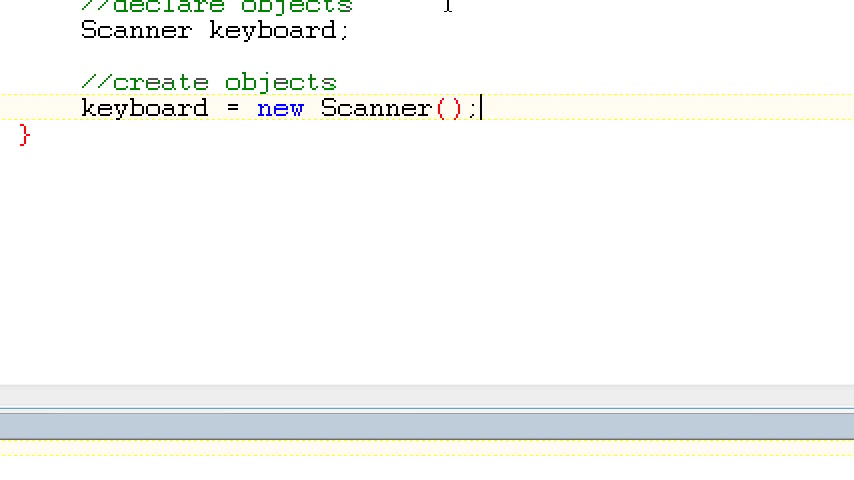 //declare objects
Scanner keyboard;
//create objects
keyboard = new Scanner();
}